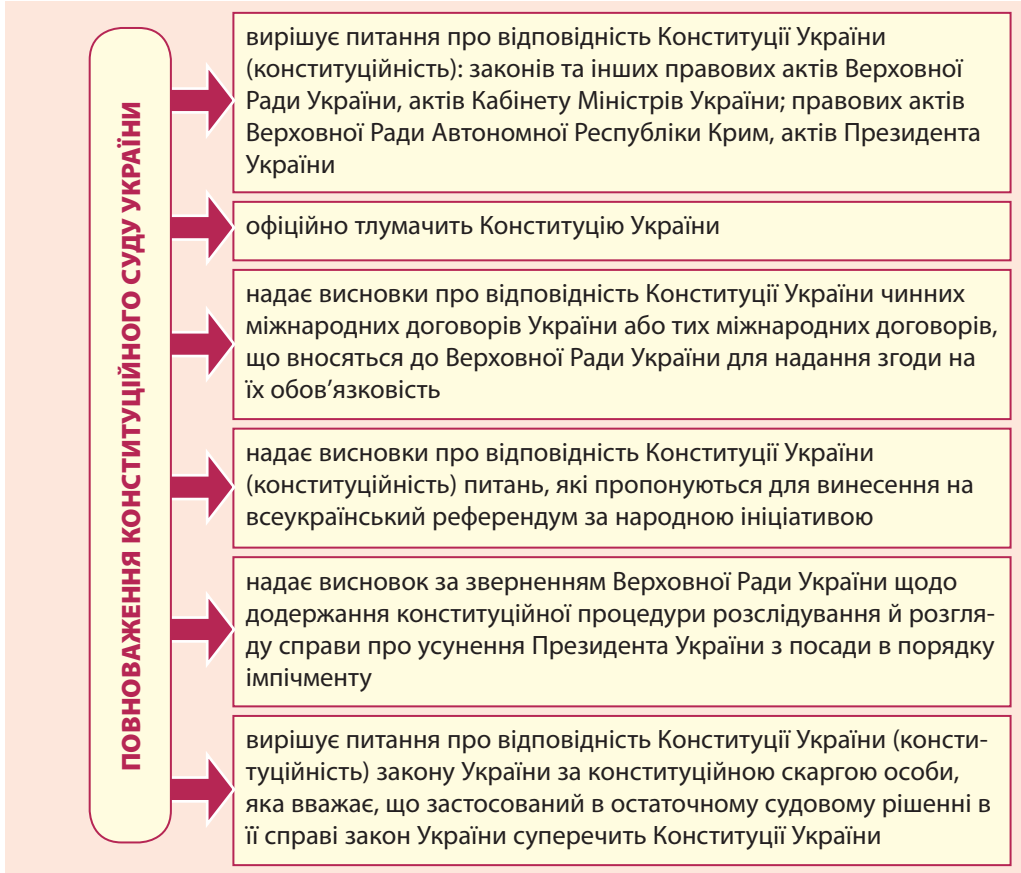 ПОВНОВАЖЕННЯ КОНСТИТУЦІЙНОГО СУДУ УКРАЇНИ
вирішує питання про відповідність Конституції України
(конституційність): законів та інших правових актів Верховної
Ради України, актів Кабінету Міністрів України; правових актів
Верховної Ради Автономної Республіки Крим, актів Президента
України
офіційно тлумачить Конституцію України
надає висновки про відповідність Конституції України чинних
міжнародних договорів України або тих міжнародних договорів,
що вносяться до Верховної Ради України для надання згоди на
їх обов’язковість
надає висновки про відповідність Конституції України
(конституційність) питань, які пропонуються для винесення на
всеукраїнський референдум за народною ініціативою
надає висновок за зверненням Верховної Ради України щодо
додержання конституційної процедури розслідування й розгля-
ду справи про усунення Президента України з посади в порядку
імпічменту
вирішує питання про відповідність Конституції України (консти-
туційність) закону України за конституційною скаргою особи,
яка вважає, що застосований в остаточному судовому рішенні в
її справі закон України суперечить Конституції України